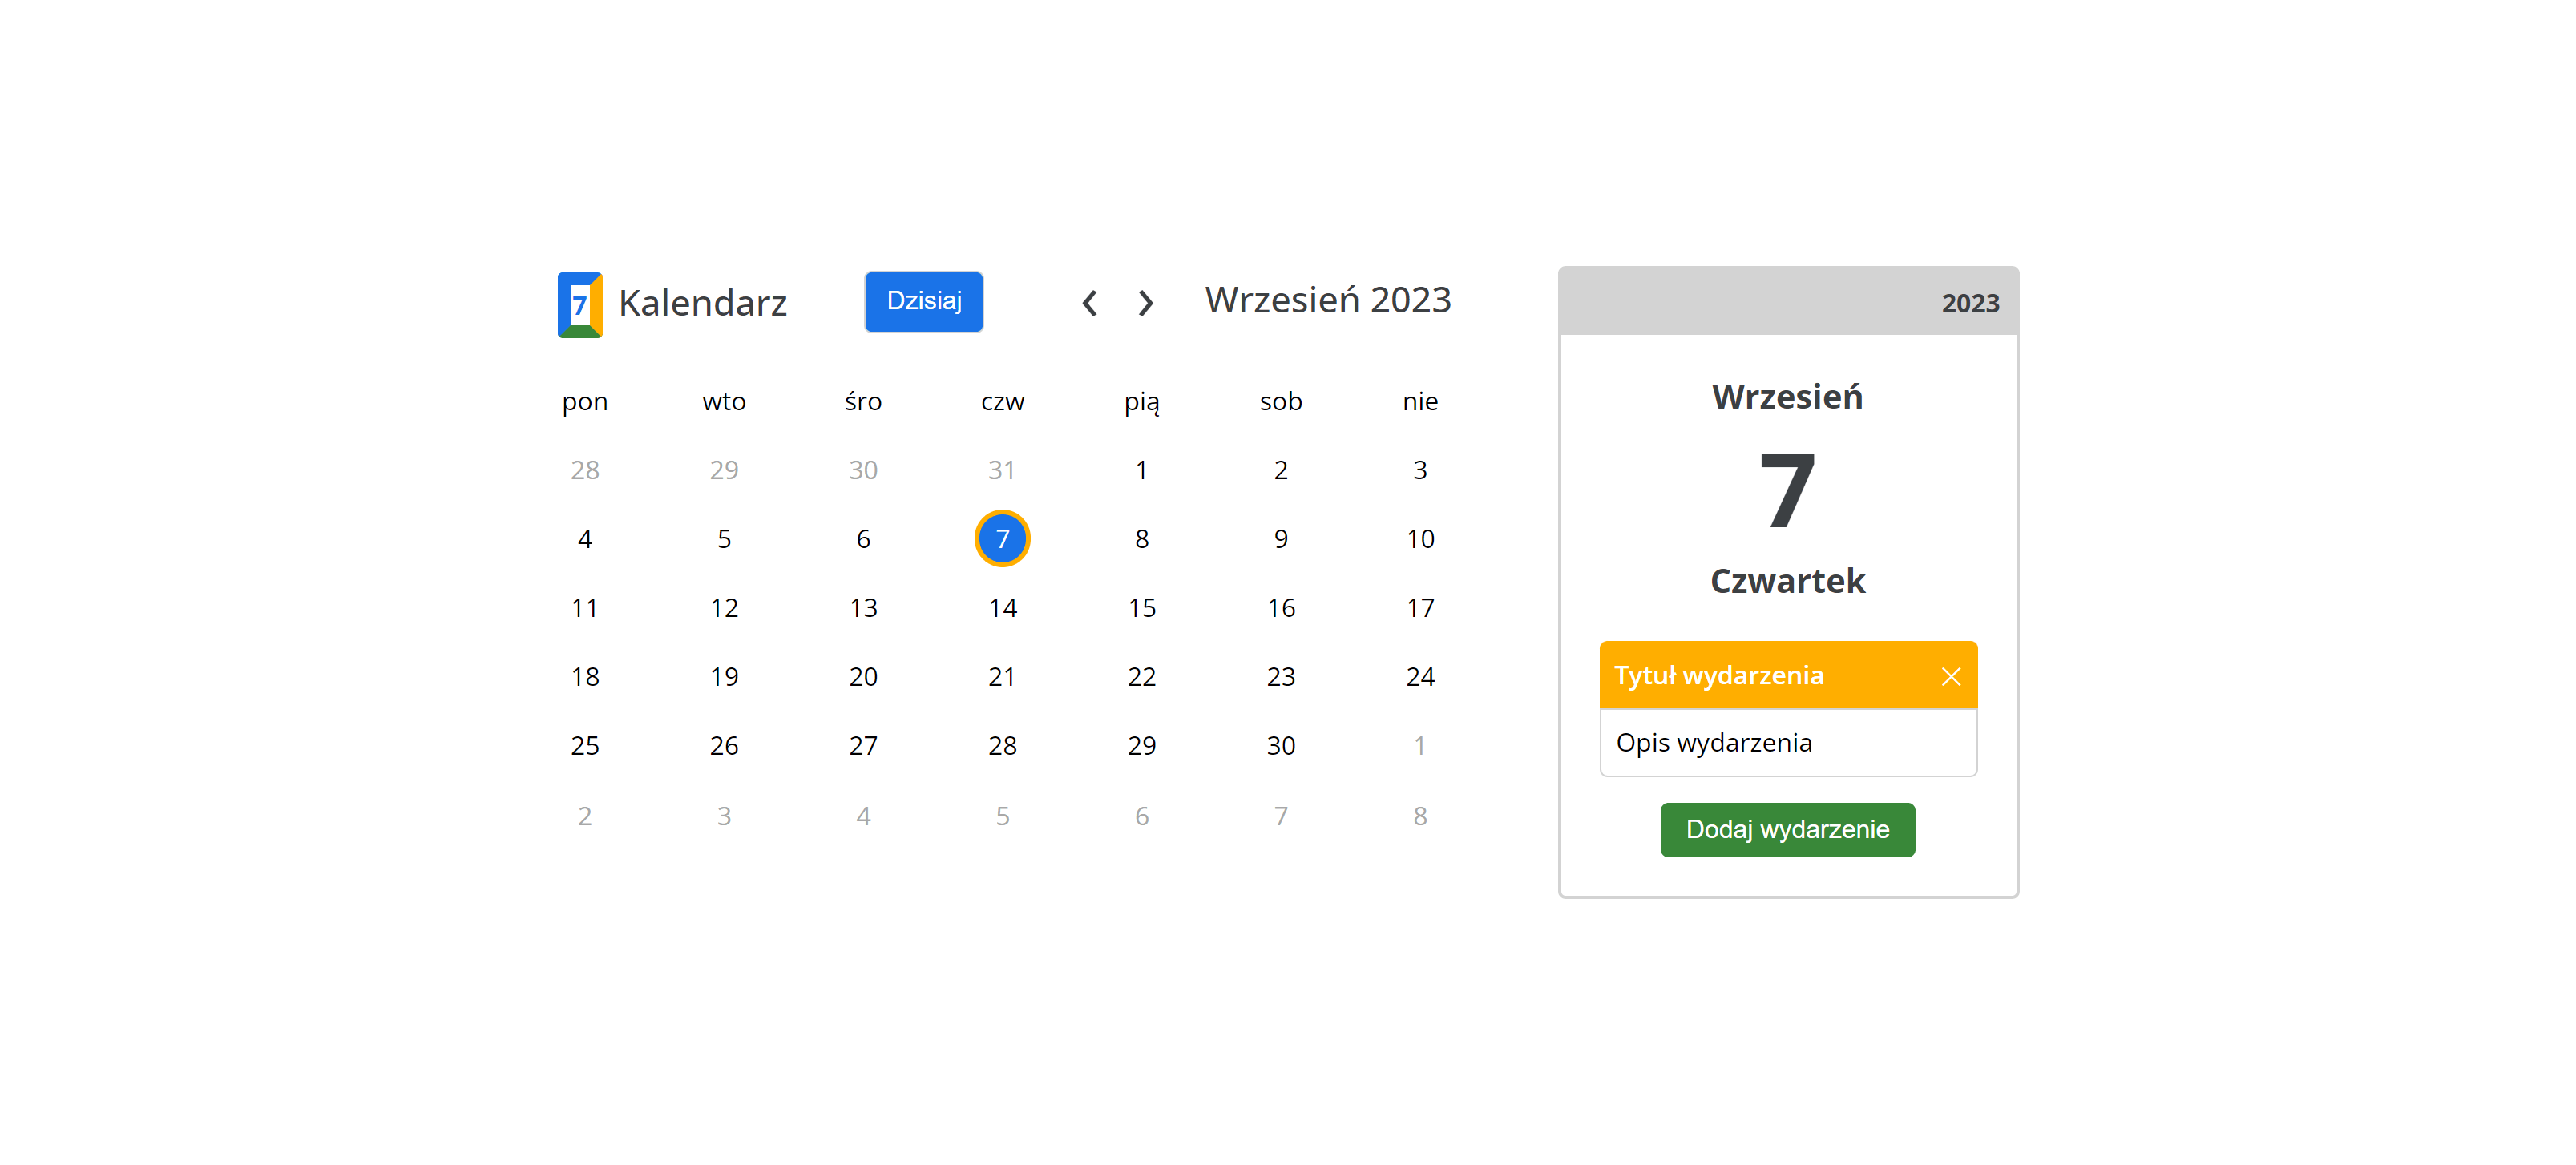 7 Kalendarz Dzisiaj Wrzesień 2023
pon wto śro czw pią sob nie
28 29 30 31 1 2 3
4 5 6 7 8 9 10
11 12 13 14 15 16 17
18 19 20 21 22 23 24
25 26 27 28 29 30 1
2 3 4 5 6 7 8
2023
Wrzesień
7
Czwartek
Tytuł wydarzenia
Opis wydarzenia
Dodaj wydarzenie